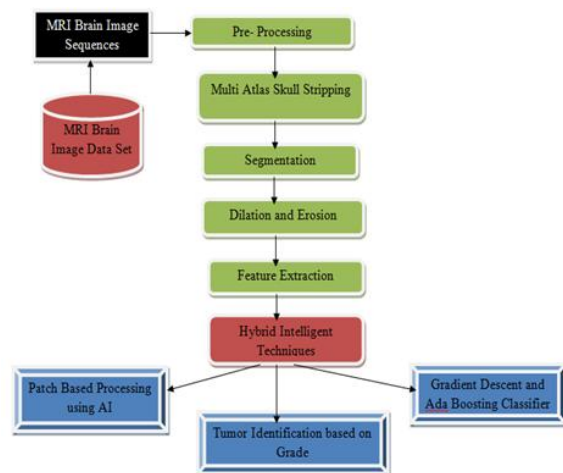 MRI Brain Image
Sequences
Pre- Processing
Multi Atlas Skull Stripping
MRI Brain
Image Data Set
Segmentation
Dilation and Erosion
Feature Extraction
Hybrid Intelligent
Techniques
Patch Based Processing
using AI
Tumor Identification based on
Grade
Gradient Descent and
Ada Boosting Classifier